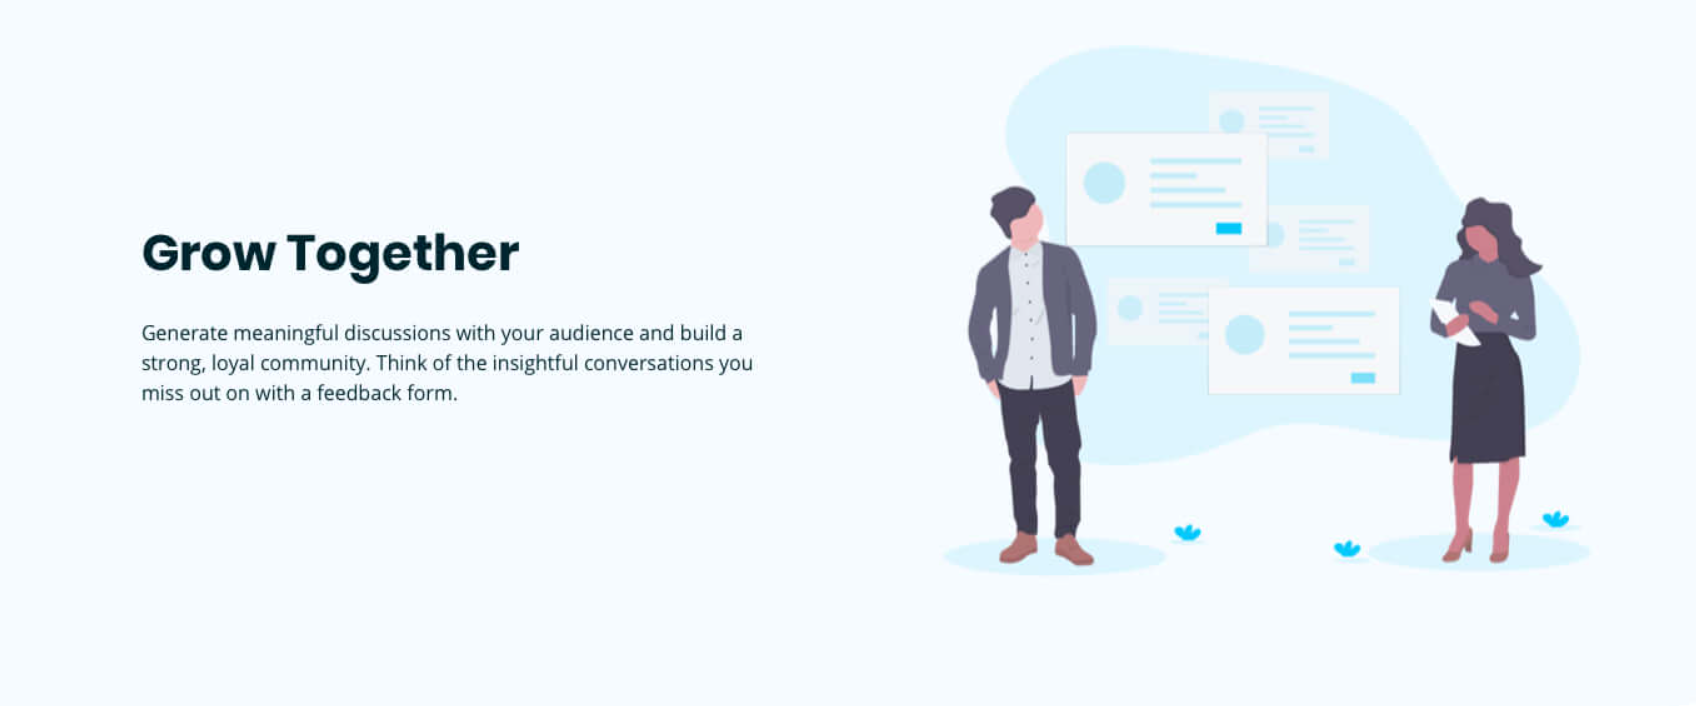 Grow Together
Generate meaningful discussions with your audience and build a
strong, loyal community. Think of the insightful conversations you
miss out on with a feedback form.